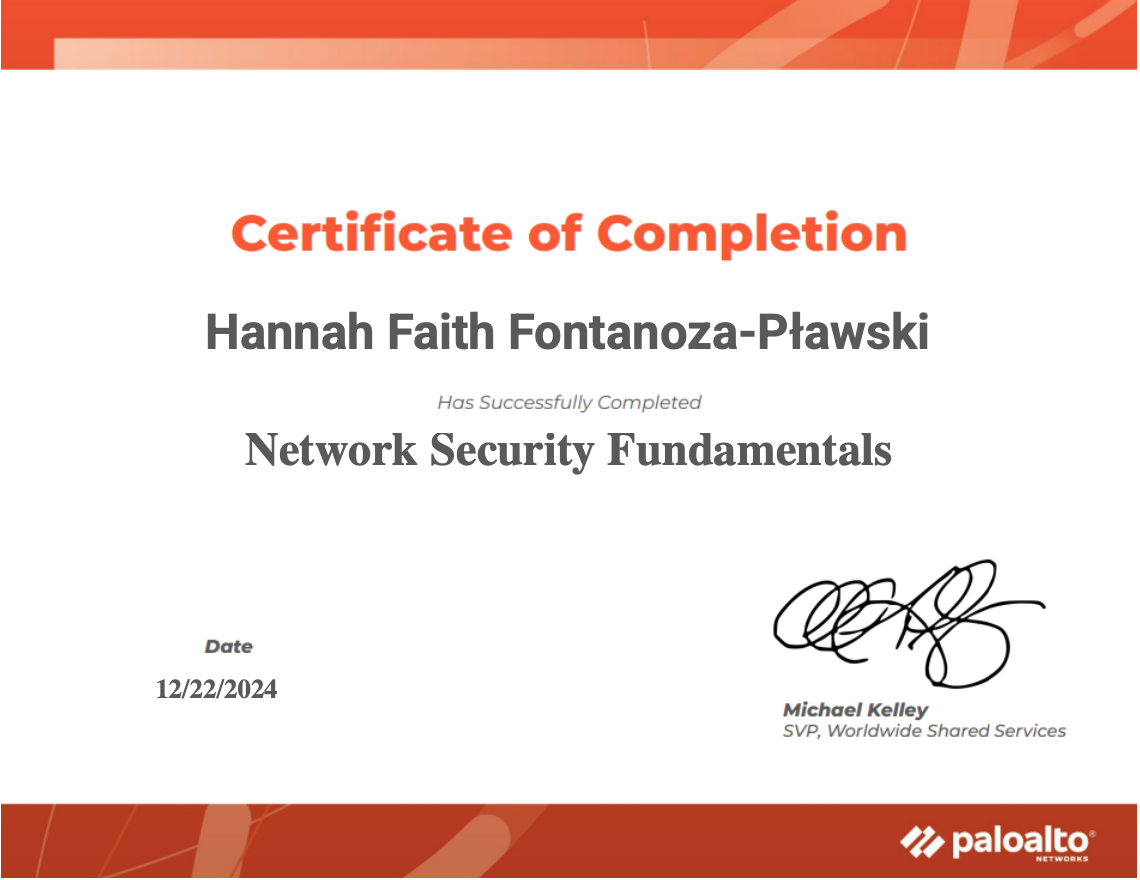 Certificate of Completion
Hannah Faith Fontanoza-Pławski
Has Successfully Completed
Network Security Fundamentals
Date
12/22/2024
Michael Kelley
SVP, Worldwide Shared Services
paloalto®
NETWORKS